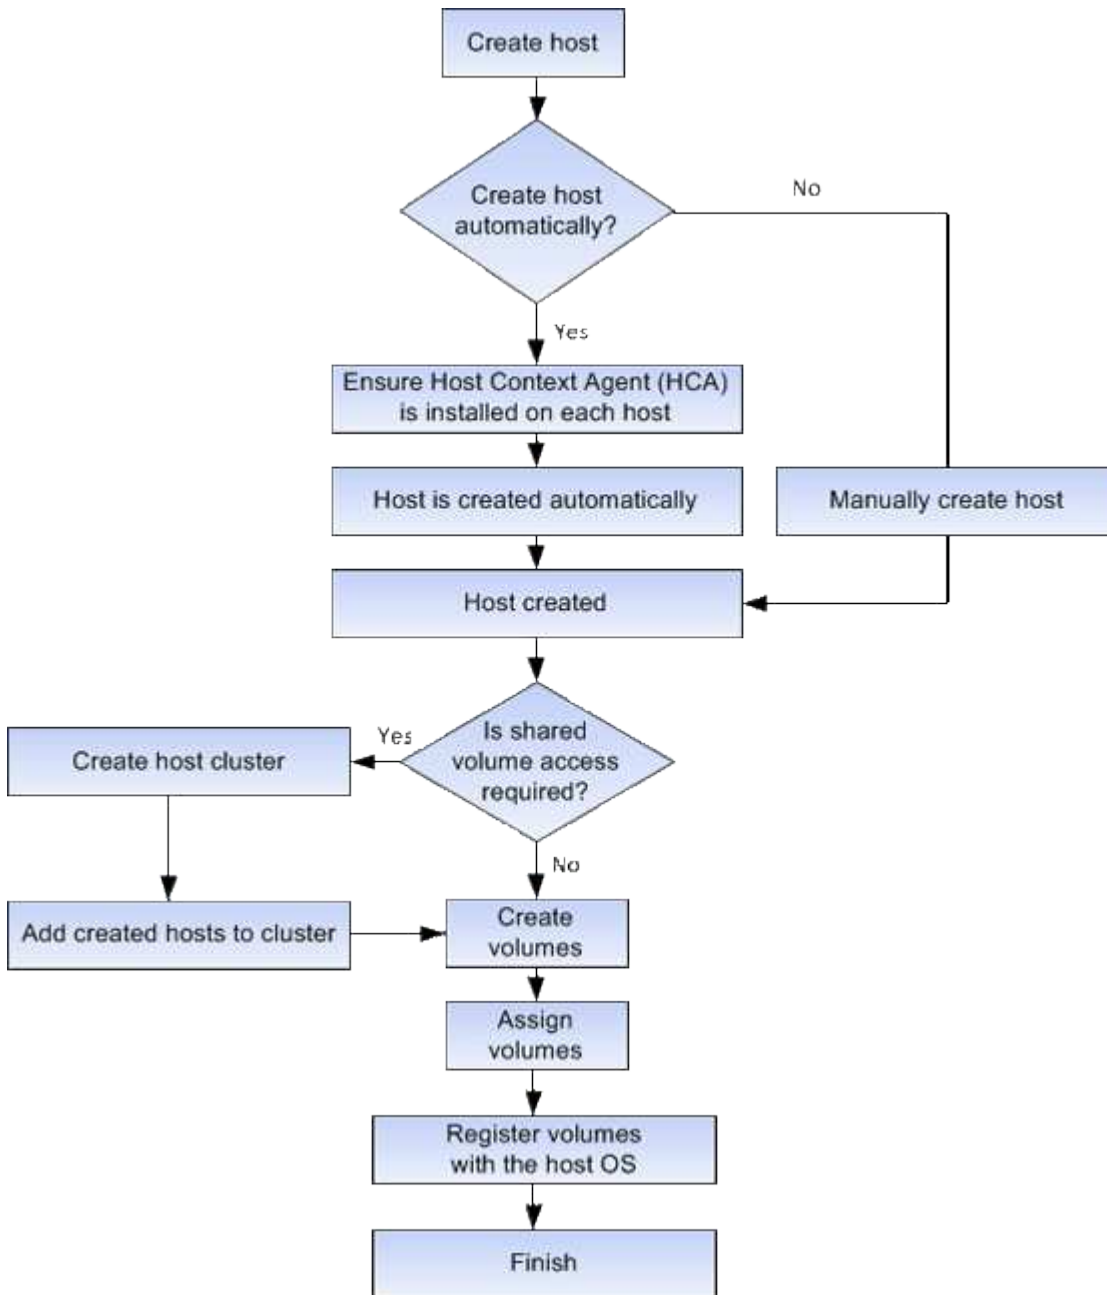 Create host
Create host
automatically?
No
Yes
Ensure Host Context Agent (HCA)
is installed on each host
Host is created automatically
Manually create host
Host created
Is shared
volume access
required?
Yes
Create host cluster
No
Add created hosts to cluster
Create
volumes
Assign
volumes
Register volumes
with the host OS
Finish